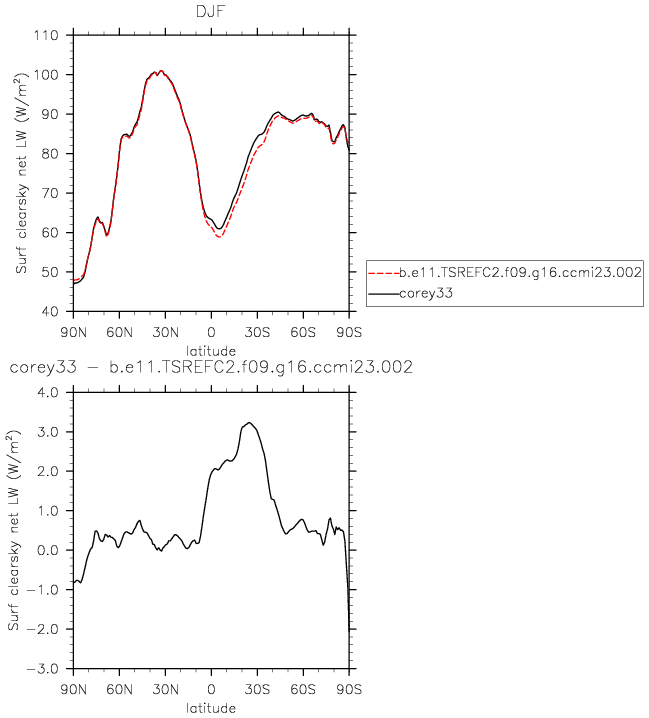 DJF
Surf clearsky net LW (W/m²)
110
100
90
80
70
60
50
40
90N 60N 30N 0 30S 60S 90S
latitude
b.e11.TSREFC2.f09.g16.ccmi23.002
corey33
corey33 − b.e11.TSREFC2.f09.g16.ccmi23.002
Surf clearsky net LW (W/m²)
4.0
3.0
2.0
1.0
0.0
−1.0
−2.0
−3.0
90N 60N 30N 0 30S 60S 90S
latitude